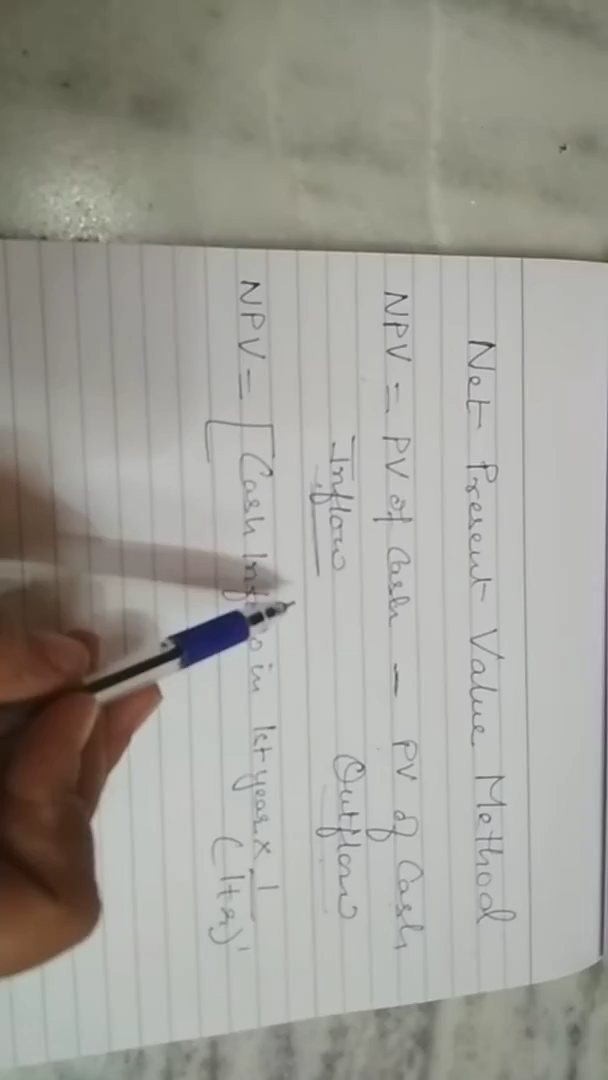 Net Present Value Method
NPV = PV of Cash - PV of Cash
Inflow Outflow
NPV = [Cash in 1st year x 1
(1+r)¹